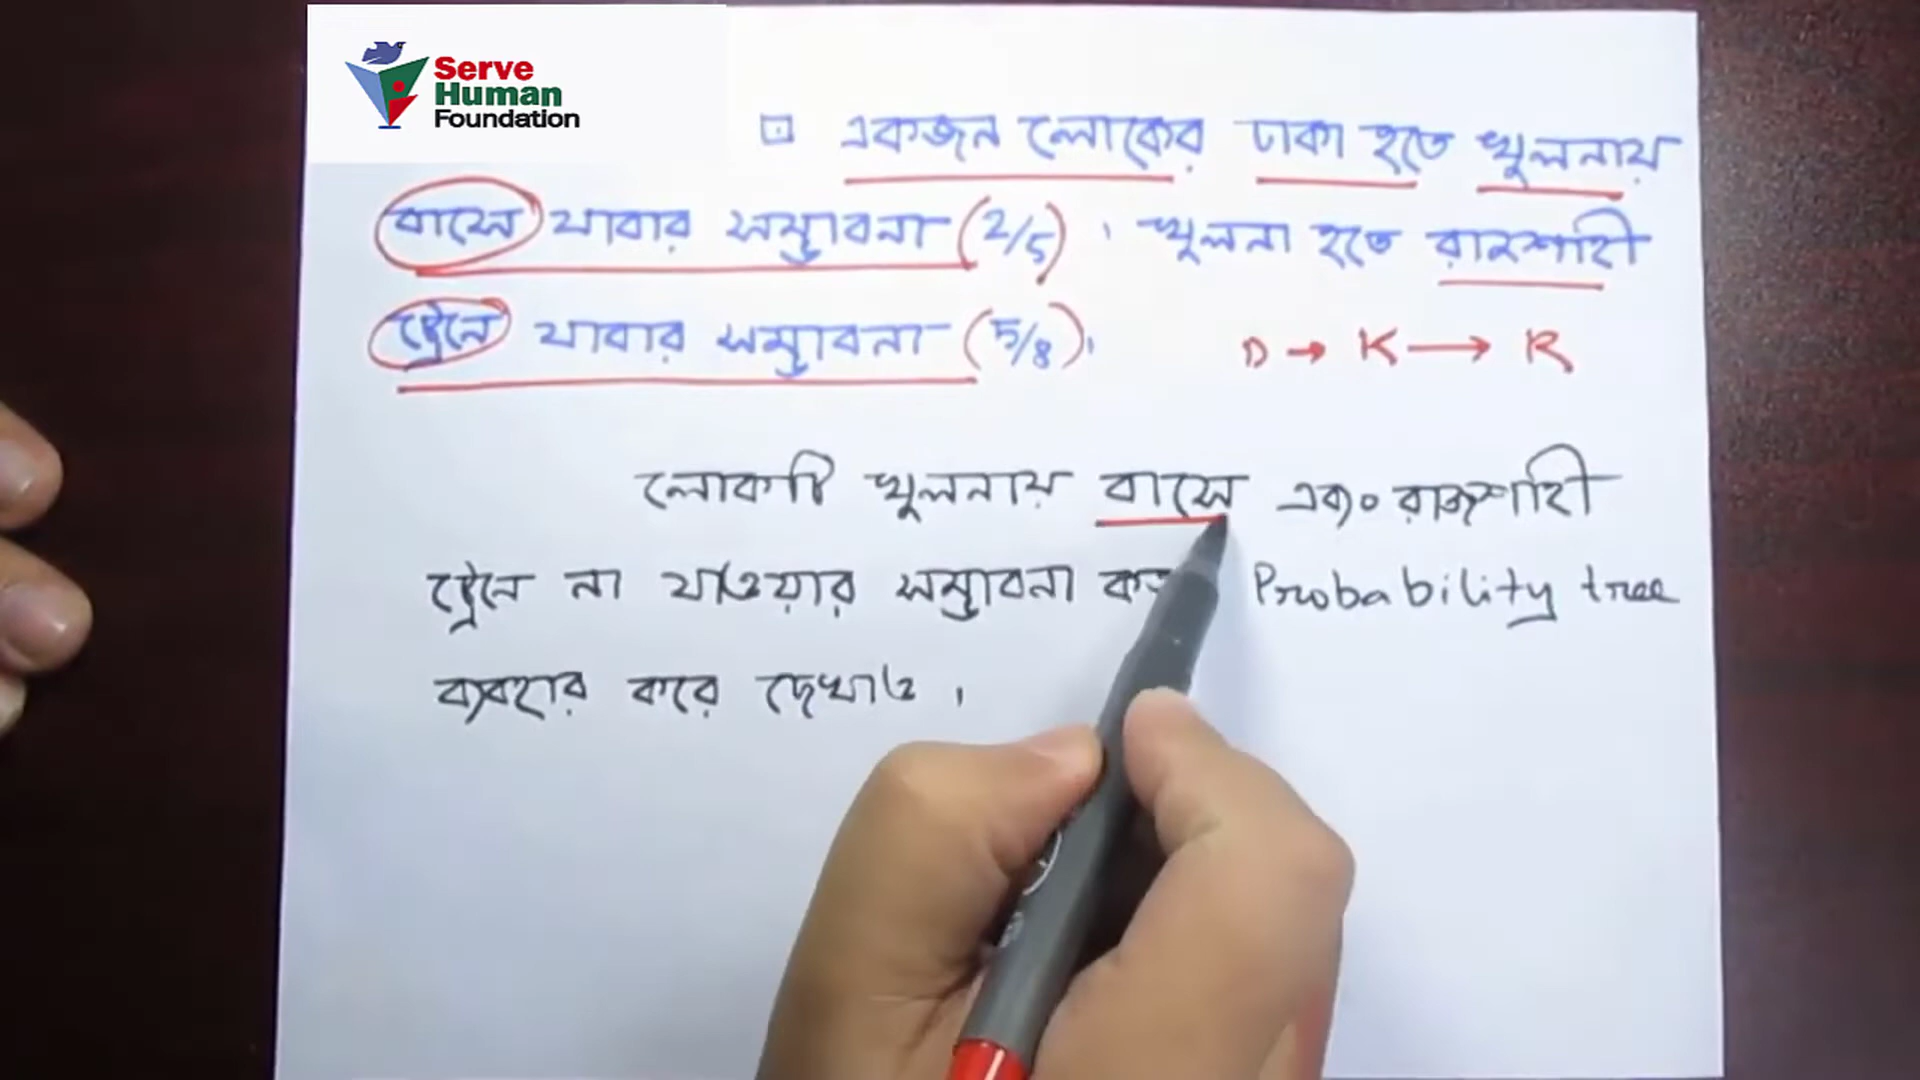 Serve
Human
Foundation
একজন লোকের ঢাকা হতে খুলনায়
বাসে যাবার সম্ভাবনা (2/5) । খুলনা হতে রাজশাহী
ট্রেনে যাবার সম্ভাবনা (5/8)।
D → K → R
লোকটি খুলনায় বাসে এবং রাজশাহী
ট্রেনে না যাওয়ার সম্ভাবনা Probability tree
ব্যবহার করে দেখাও ।